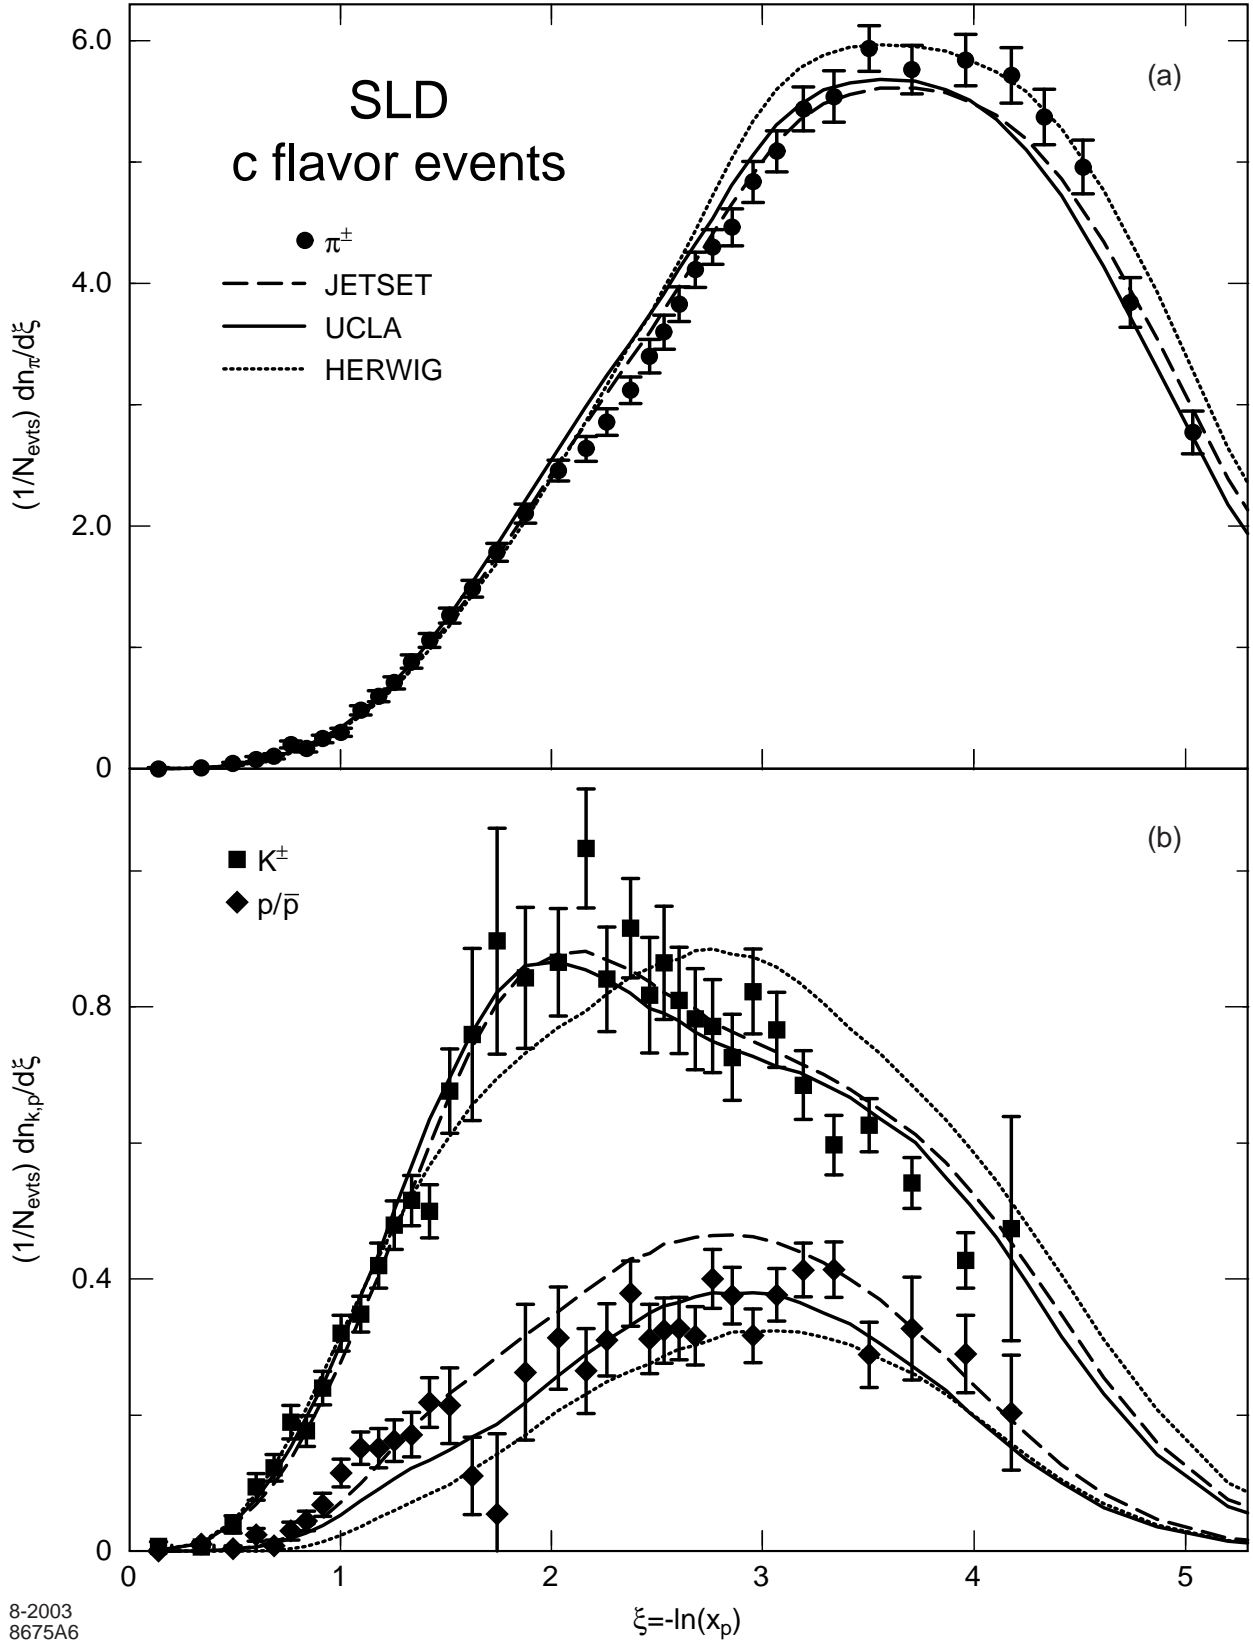 6.0
(a)
SLD
c flavor events
π±
JETSET
UCLA
HERWIG
4.0
2.0
0
(1/Nevts) dnπ/dξ
(b)
K±
p/p̅
0.8
0.4
0
(1/Nevts) dnk,p/dξ
0 1 2 3 4 5
ξ=-ln(xp)
8-2003
8675A6